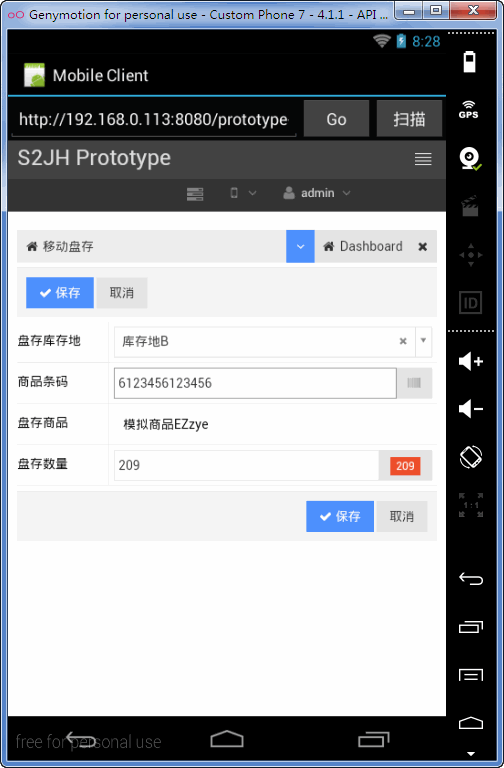 Genymotion for personal use - Custom Phone 7 - 4.1.1 - API ...
8:28
Mobile Client
http://192.168.0.113:8080/prototype Go 扫描
GPS
S2JH Prototype
admin
移动盘存 Dashboard
保存 取消
ID
盘存库存地 库存地B
商品条码 6123456123456
盘存商品 模拟商品EZzye
盘存数量 209 209
1:1
保存 取消
free for personal use